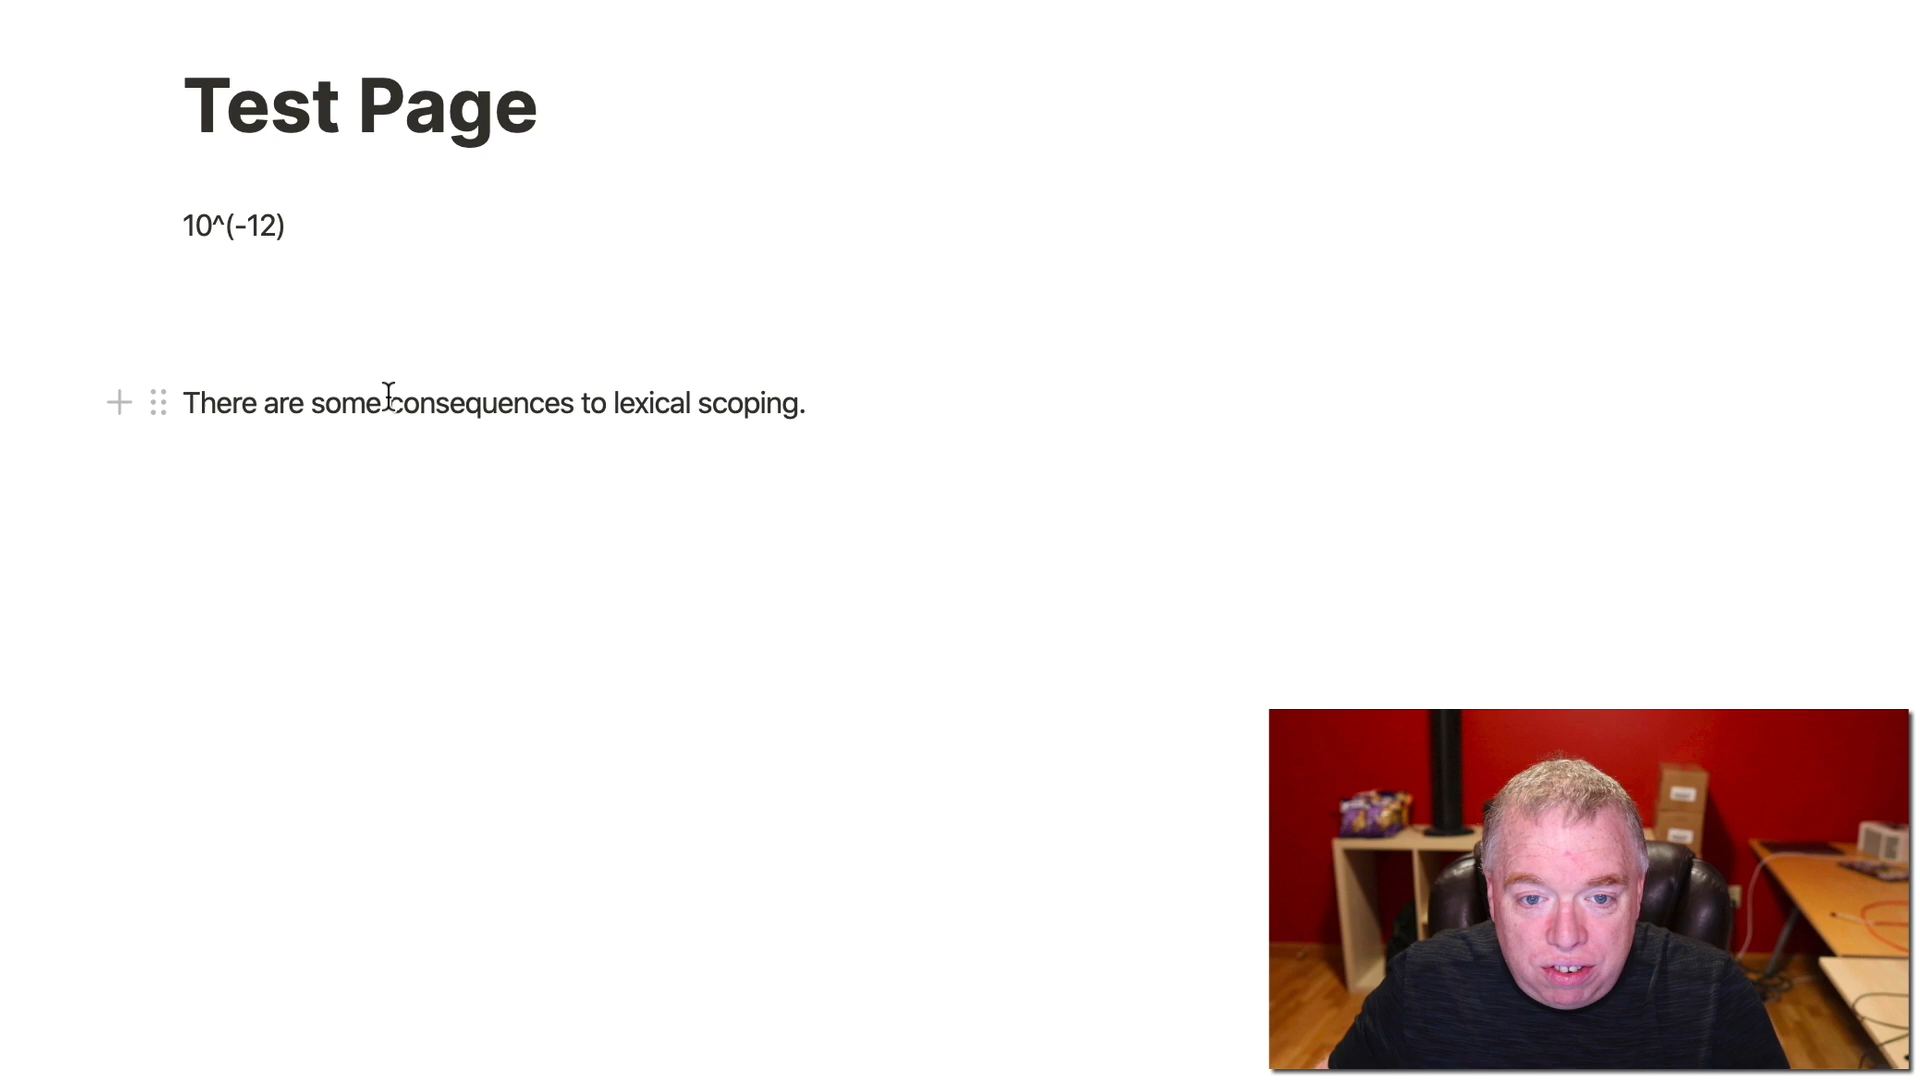 Test Page
10^(-12)
There are some consequences to lexical scoping.